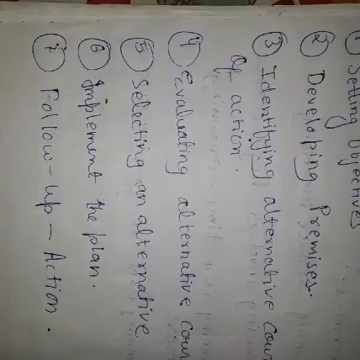 ① Setting Objectives
② Developing Premises.
③ Identifying alternative
of action.
④ Evaluating alternative
⑤ Selecting an alternative
⑥ Implement the plan.
⑦ Follow-up - Action.